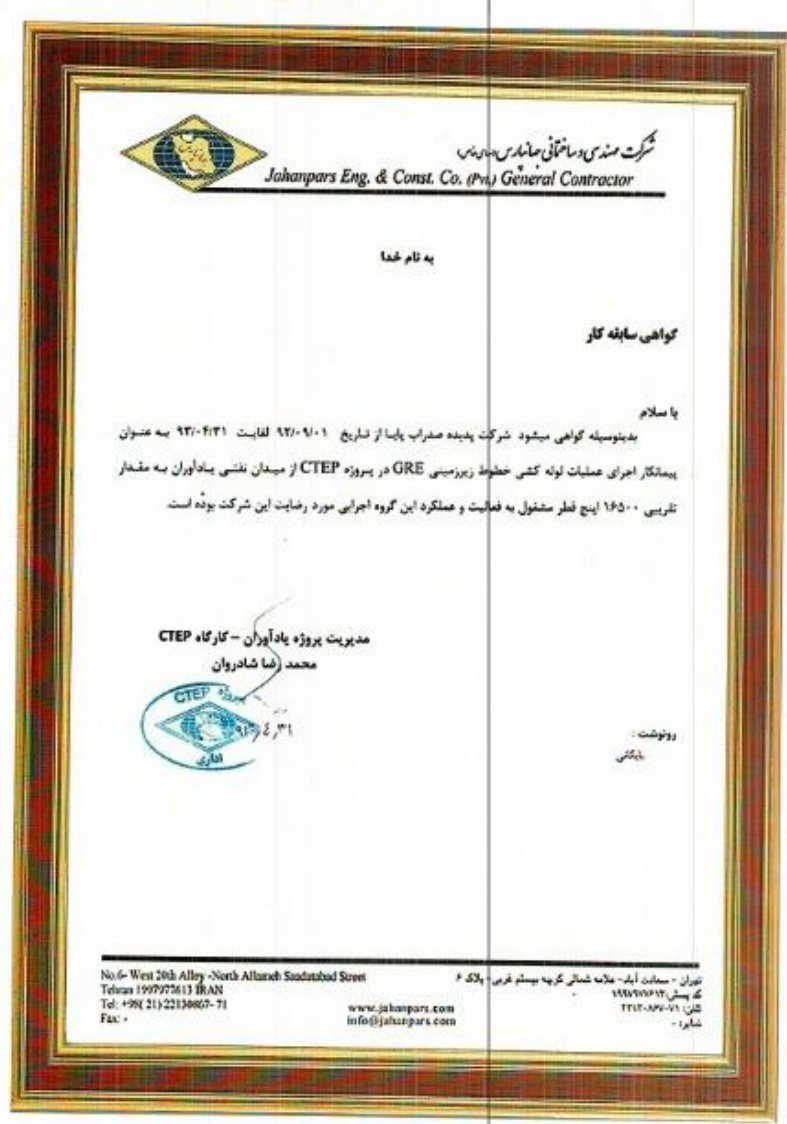 شرکت مهندسی و ساختمانی جهانپارس
Jahanpars Eng. & Const. Co. (Pvt.) General Contractor
به نام خدا
گواهی سابقه کار
با سلام
بدینوسیله گواهی میشود شرکت پدیده صدراب پایا از تاریخ ۹۲/۰۹/۰۱ لغایت ۹۳/۰۴/۳۱ به عنوان
پیمانکار اجرای عملیات لوله کشی خطوط زیرزمینی GRE در پروژه CTEP از میدان نفتی یادآوران به مقدار
تقریبی ۱۶۵۰۰ اینچ قطر مشغول به فعالیت و عملکرد این گروه اجرایی مورد رضایت این شرکت بوده است.
مدیریت پروژه یادآوران – کارگاه CTEP
محمد رضا شادروان
پروژه CTEP
اداری
رونوشت :
بایگانی
No.6- West 20th Alley -North Allameh Saadatabad Street
Tehran 1997977613 IRAN
Tel: +98( 21) 22130867- 71
Fax: -
www.jahanpars.com
info@jahanpars.com
تهران - سعادت آباد- علامه شمالی کوچه بیستم غربی- پلاک ۶
کد پستی: ۱۹۹۷۹۷۷۶۱۳
تلفن: ۷۱-۲۲۱۳۰۸۶۷
نمابر: -